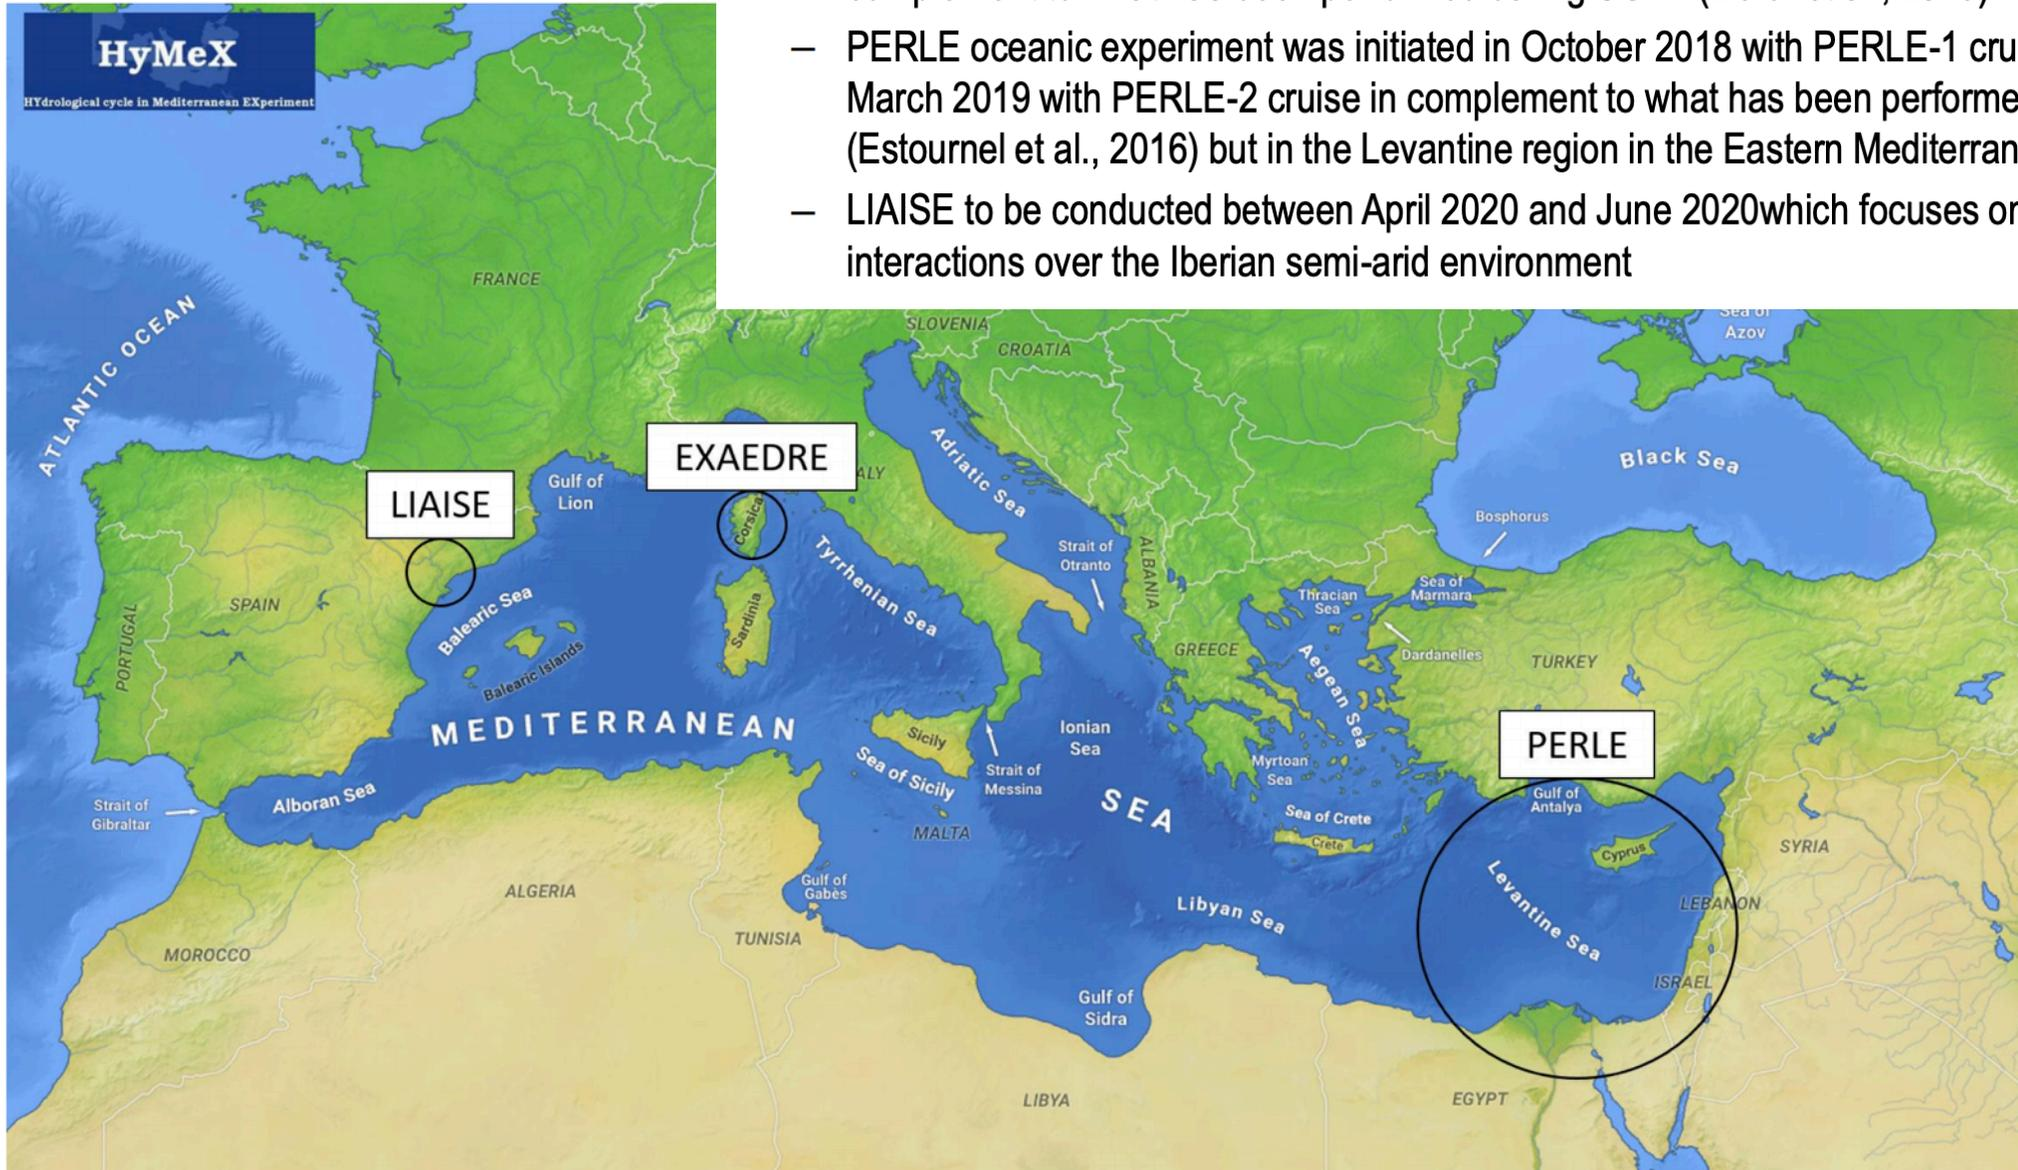 HyMeX
HYdrological cycle in Mediterranean EXperiment
– PERLE oceanic experiment was initiated in October 2018 with PERLE-1 cru
March 2019 with PERLE-2 cruise in complement to what has been performe
(Estournel et al., 2016) but in the Levantine region in the Eastern Mediterran
– LIAISE to be conducted between April 2020 and June 2020which focuses or
interactions over the Iberian semi-arid environment
FRANCE
ATLANTIC OCEAN
SLOVENIA
CROATIA
Sea of
Azov
EXAEDRE
ALY
LIAISE
Gulf of
Lion
Corsica
Adriatic Sea
Black Sea
Bosphorus
Strait of
Otranto
ALBANIA
Tyrrhenian Sea
SPAIN
PORTUGAL
Balearic Sea
Balearic Islands
Sardinia
Thracian
Sea
Sea of
Marmara
GREECE
Aegean Sea
Dardanelles
TURKEY
MEDITERRANEAN
Sicily
Ionian
Sea
PERLE
Sea of Sicily
Strait of
Messina
Myrtoan
Sea
Strait of
Gibraltar
Alboran Sea
SEA
Sea of Crete
Crete
Gulf of
Antalya
MALTA
Cyprus
SYRIA
ALGERIA
Gulf of
Gabès
Libyan Sea
Levantine Sea
LEBANON
MOROCCO
TUNISIA
ISRAEL
Gulf of
Sidra
LIBYA
EGYPT